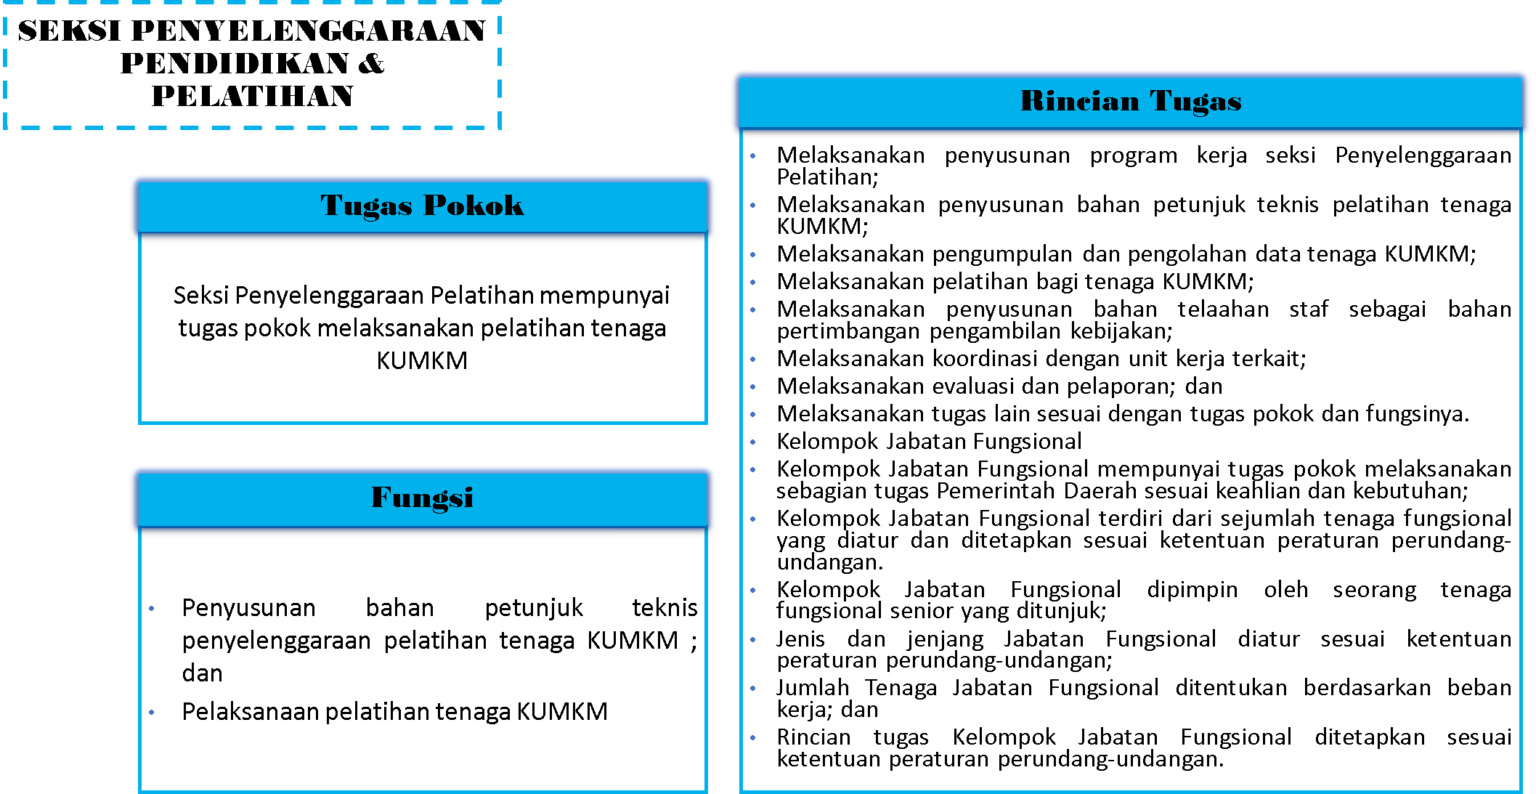 SEKSI PENYELENGGARAAN
PENDIDIKAN &
PELATIHAN
Tugas Pokok
Seksi Penyelenggaraan Pelatihan mempunyai
tugas pokok melaksanakan pelatihan tenaga
KUMKM
Fungsi
• Penyusunan bahan petunjuk teknis
penyelenggaraan pelatihan tenaga KUMKM ;
dan
• Pelaksanaan pelatihan tenaga KUMKM
Rincian Tugas
• Melaksanakan penyusunan program kerja seksi Penyelenggaraan
Pelatihan;
• Melaksanakan penyusunan bahan petunjuk teknis pelatihan tenaga
KUMKM;
• Melaksanakan pengumpulan dan pengolahan data tenaga KUMKM;
• Melaksanakan pelatihan bagi tenaga KUMKM;
• Melaksanakan penyusunan bahan telaahan staf sebagai bahan
pertimbangan pengambilan kebijakan;
• Melaksanakan koordinasi dengan unit kerja terkait;
• Melaksanakan evaluasi dan pelaporan; dan
• Melaksanakan tugas lain sesuai dengan tugas pokok dan fungsinya.
• Kelompok Jabatan Fungsional
• Kelompok Jabatan Fungsional mempunyai tugas pokok melaksanakan
sebagian tugas Pemerintah Daerah sesuai keahlian dan kebutuhan;
• Kelompok Jabatan Fungsional terdiri dari sejumlah tenaga fungsional
yang diatur dan ditetapkan sesuai ketentuan peraturan perundang-
undangan.
• Kelompok Jabatan Fungsional dipimpin oleh seorang tenaga
fungsional senior yang ditunjuk;
• Jenis dan jenjang Jabatan Fungsional diatur sesuai ketentuan
peraturan perundang-undangan;
• Jumlah Tenaga Jabatan Fungsional ditentukan berdasarkan beban
kerja; dan
• Rincian tugas Kelompok Jabatan Fungsional ditetapkan sesuai
ketentuan peraturan perundang-undangan.